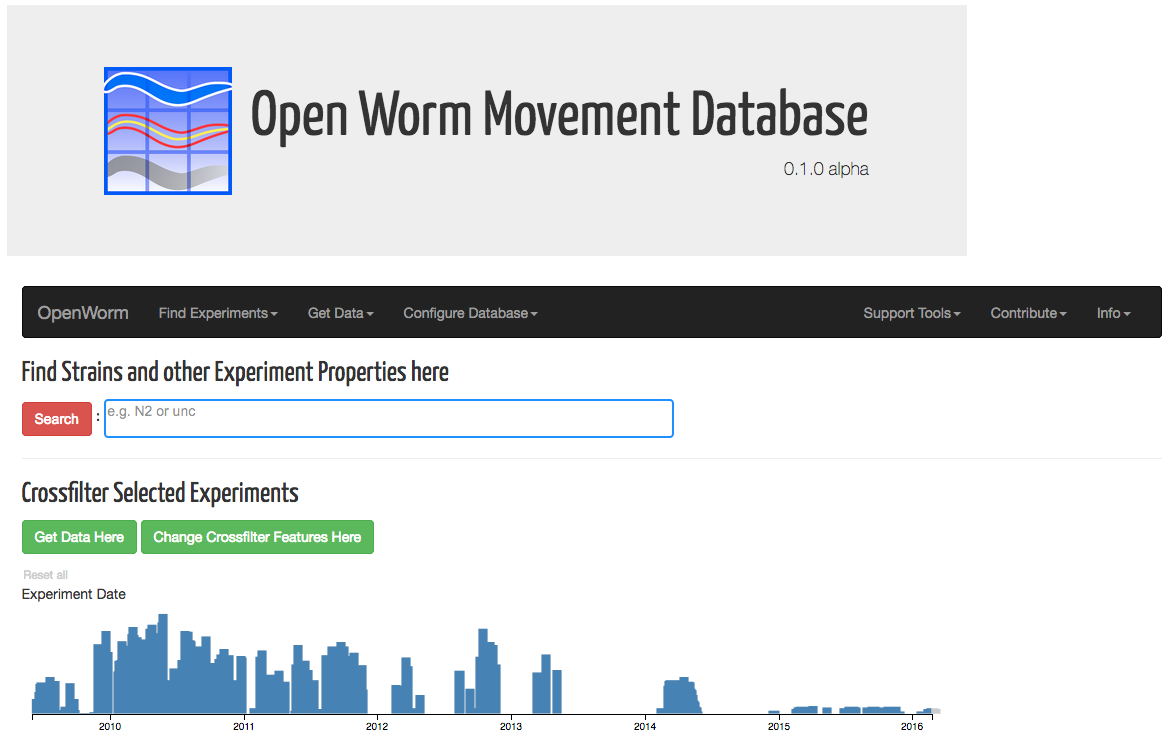 Open Worm Movement Database
0.1.0 alpha
OpenWorm Find Experiments Get Data Configure Database Support Tools Contribute Info
Find Strains and other Experiment Properties here
Search : e.g. N2 or unc
Crossfilter Selected Experiments
Get Data Here Change Crossfilter Features Here
Reset all
Experiment Date
2010 2011 2012 2013 2014 2015 2016